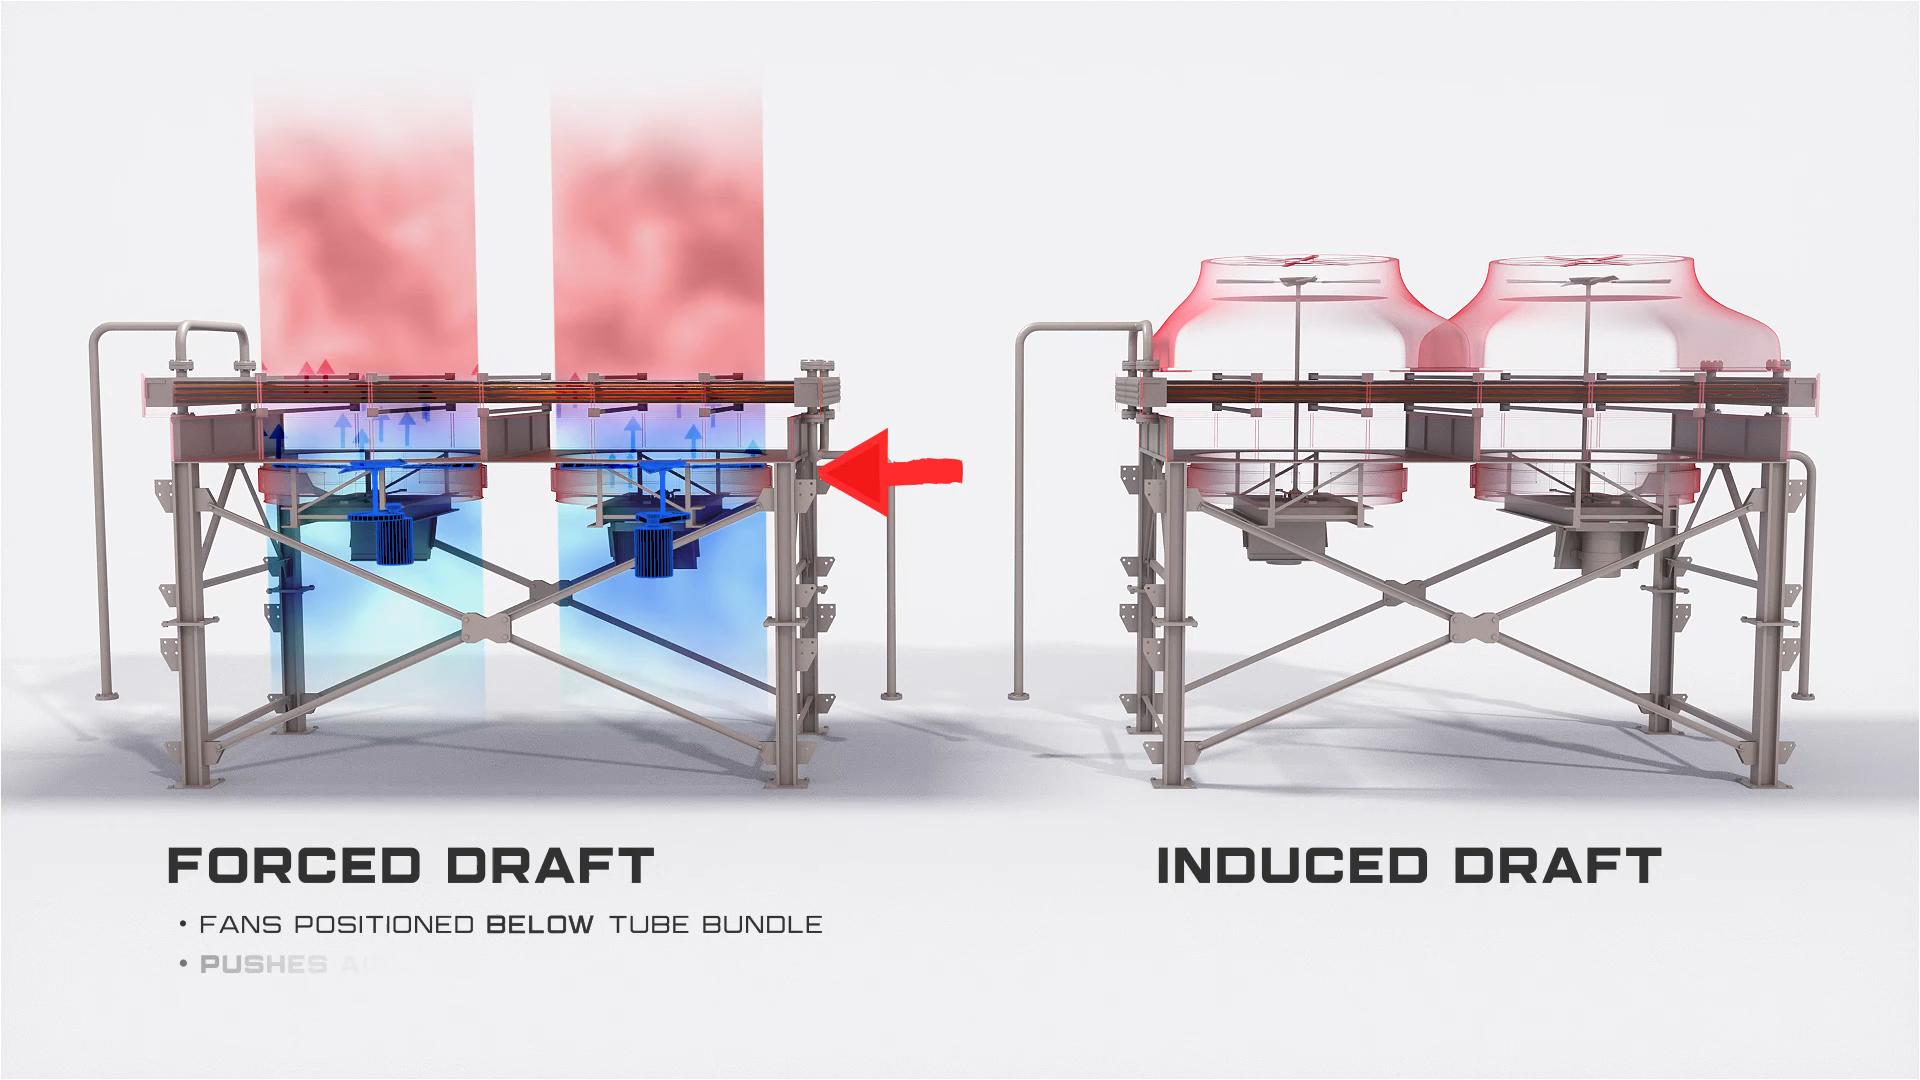 FORCED DRAFT
• FANS POSITIONED BELOW TUBE BUNDLE
• PUSHES
INDUCED DRAFT